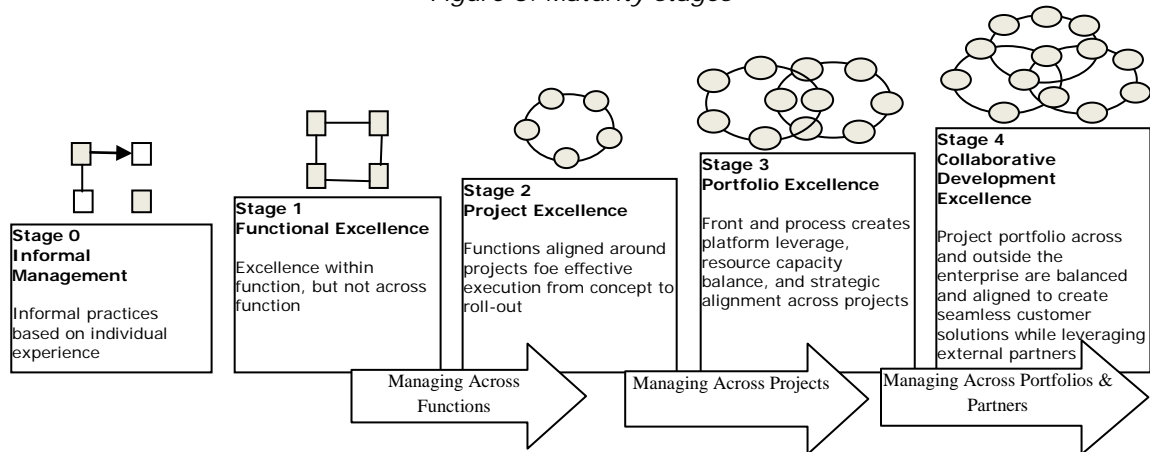 Stage 0
Informal
Management
Informal practices
based on individual
experience
Stage 1
Functional Excellence
Excellence within
function, but not across
function
Stage 2
Project Excellence
Functions aligned around
projects foe effective
execution from concept to
roll-out
Stage 3
Portfolio Excellence
Front and process creates
platform leverage,
resource capacity
balance, and strategic
alignment across projects
Stage 4
Collaborative
Development
Excellence
Project portfolio across
and outside the
enterprise are balanced
and aligned to create
seamless customer
solutions while leveraging
external partners
Managing Across
Functions
Managing Across Projects
Managing Across Portfolios &
Partners